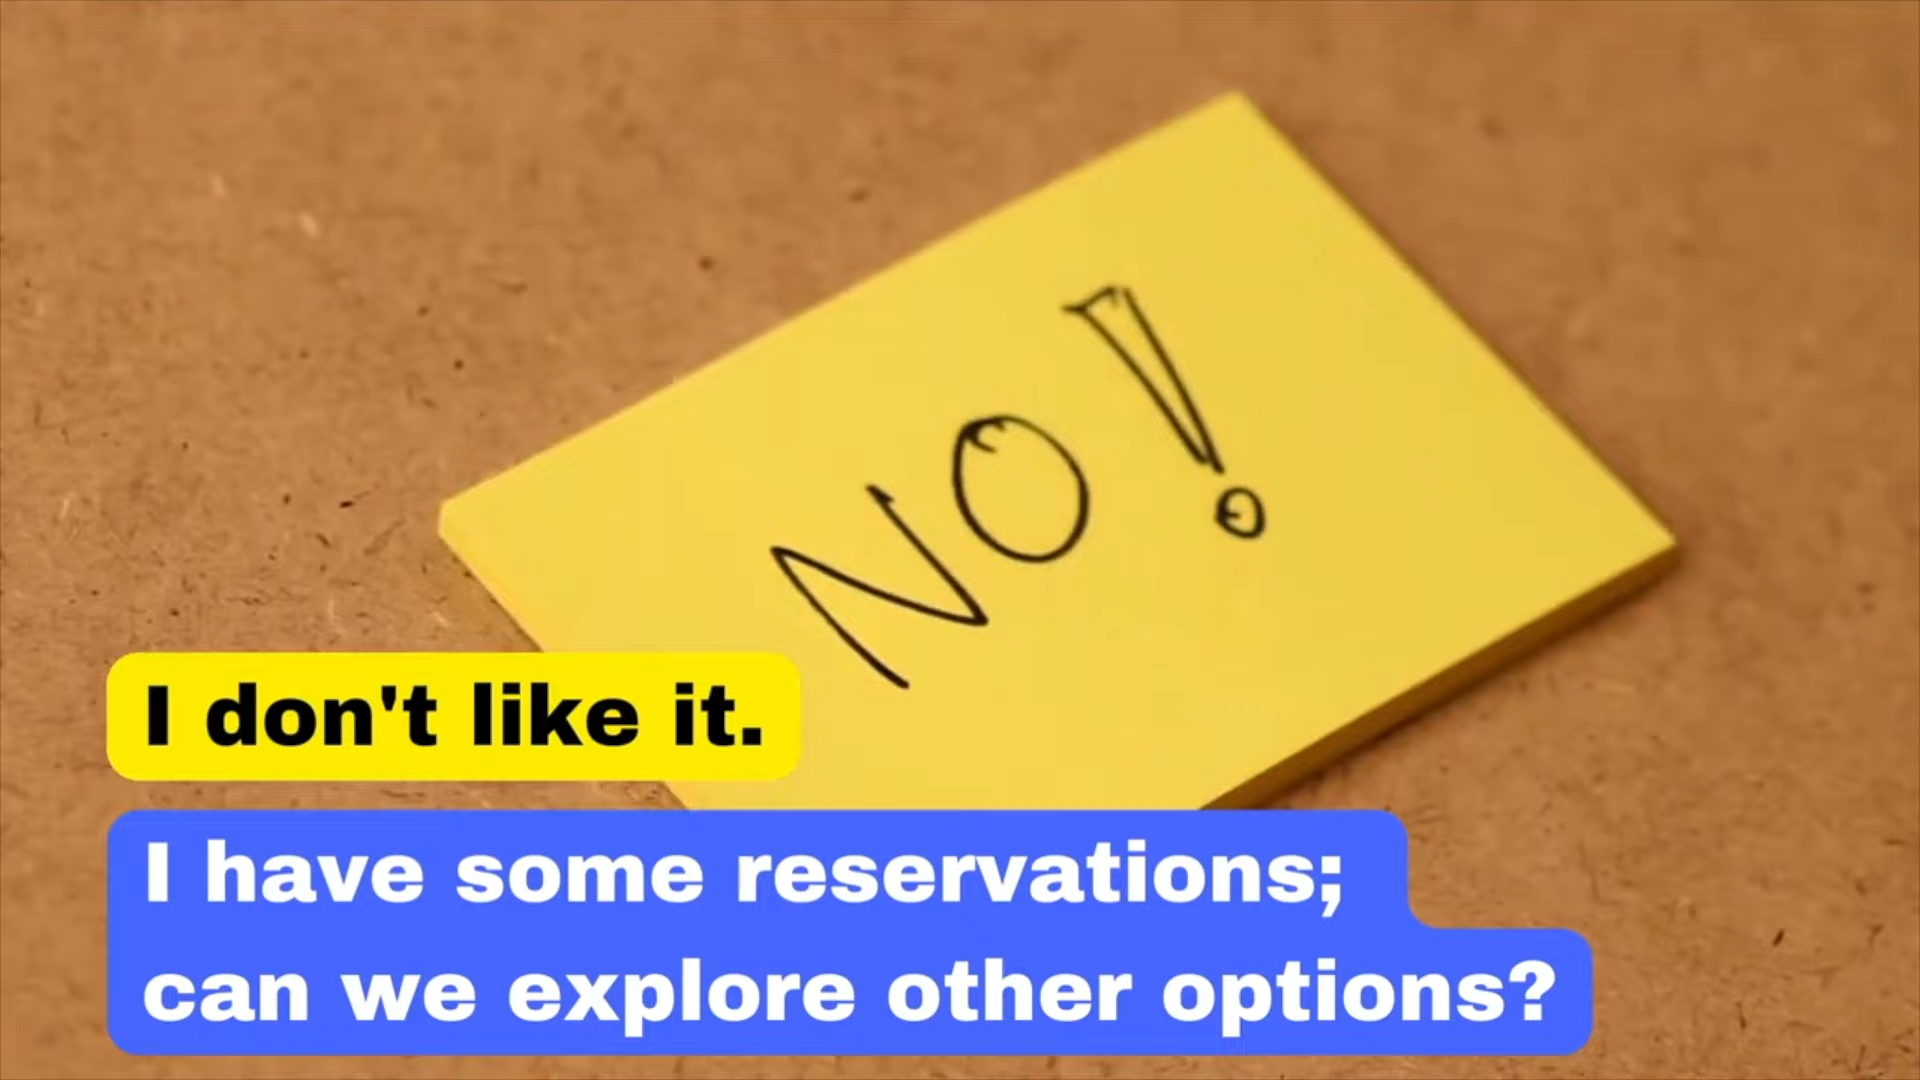 NO!
I don't like it.
I have some reservations;
can we explore other options?